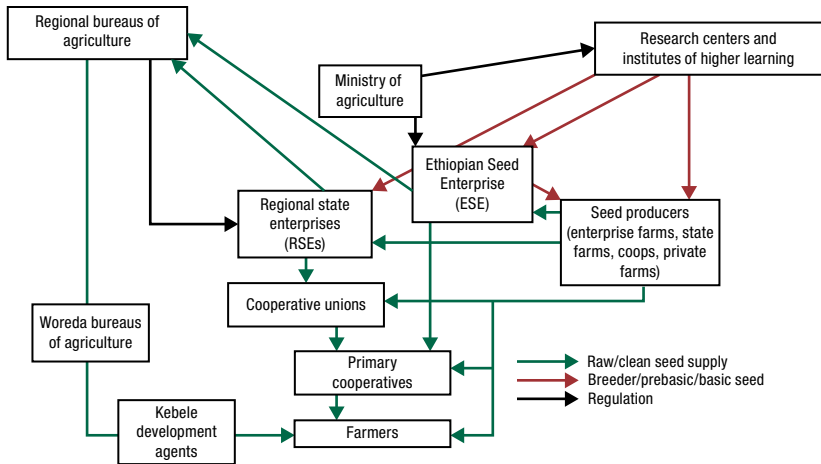 Regional bureaus of
agriculture
Research centers and
institutes of higher learning
Ministry of
agriculture
Ethiopian Seed
Enterprise
(ESE)
Regional state
enterprises
(RSEs)
Seed producers
(enterprise farms, state
farms, coops, private
farms)
Cooperative unions
Woreda bureaus
of agriculture
Primary
cooperatives
Raw/clean seed supply
Breeder/prebasic/basic seed
Regulation
Kebele
development
agents
Farmers